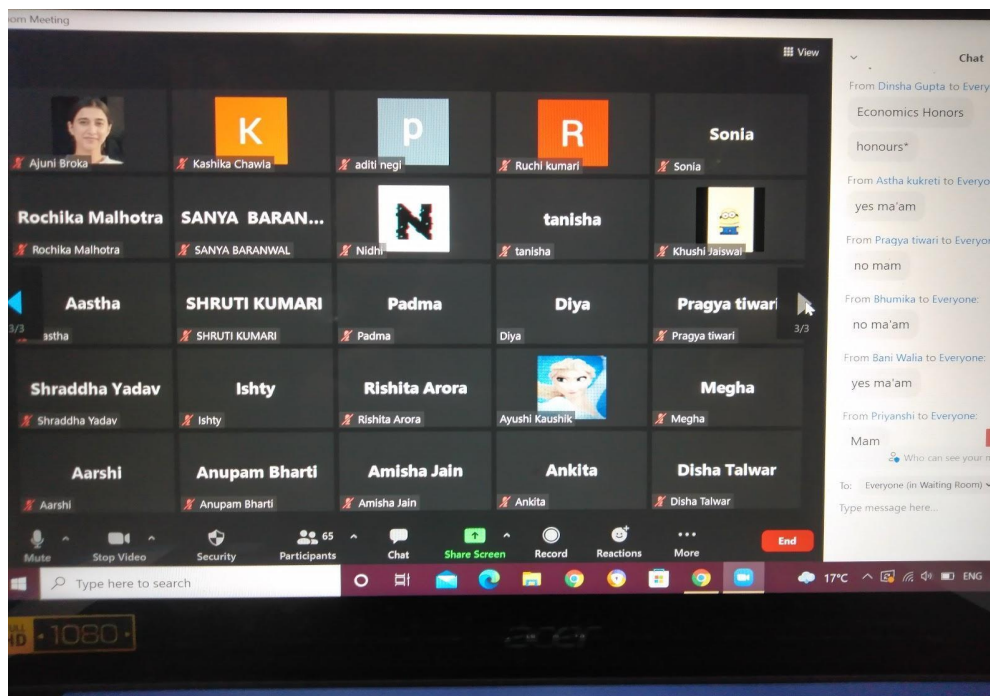 oom Meeting
View
Chat
K
p
R
Sonia
Ajuni Broka
Kashika Chawla
aditi negi
Ruchi kumari
Sonia
Rochika Malhotra
SANYA BARAN...
N
tanisha
Rochika Malhotra
SANYA BARANWAL
Nidhi
tanisha
Khushi Jaiswal
Aastha
SHRUTI KUMARI
Padma
Diya
Pragya tiwari
3/3
astha
SHRUTI KUMARI
Padma
Diya
Pragya tiwari
3/3
Shraddha Yadav
Ishty
Rishita Arora
Megha
Shraddha Yadav
Ishty
Rishita Arora
Ayushi Kaushik
Megha
Aarshi
Anupam Bharti
Amisha Jain
Ankita
Disha Talwar
Aarshi
Anupam Bharti
Amisha Jain
Ankita
Disha Talwar
From Dinsha Gupta to Every
Economics Honors
honours*
From Astha kukreti to Everyo
yes ma'am
From Pragya tiwari to Everyon
no mam
From Bhumika to Everyone:
no ma'am
From Bani Walia to Everyone:
yes ma'am
From Priyanshi to Everyone:
Mam
Who can see your m
To: Everyone (in Waiting Room)
Type message here...
Mute
Stop Video
Security
65
Participants
Chat
Share Screen
Record
Reactions
More
End
Type here to search
17°C
ENG
HD 1080
acer